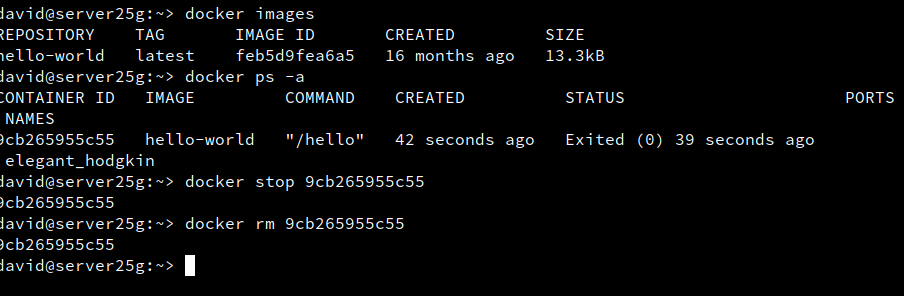 david@server25g:~> docker images
REPOSITORY TAG IMAGE ID CREATED SIZE
hello-world latest feb5d9fea6a5 16 months ago 13.3kB
david@server25g:~> docker ps -a
CONTAINER ID IMAGE COMMAND CREATED STATUS PORTS
NAMES
9cb265955c55 hello-world "/hello" 42 seconds ago Exited (0) 39 seconds ago
elegant_hodgkin
david@server25g:~> docker stop 9cb265955c55
9cb265955c55
david@server25g:~> docker rm 9cb265955c55
9cb265955c55
david@server25g:~>